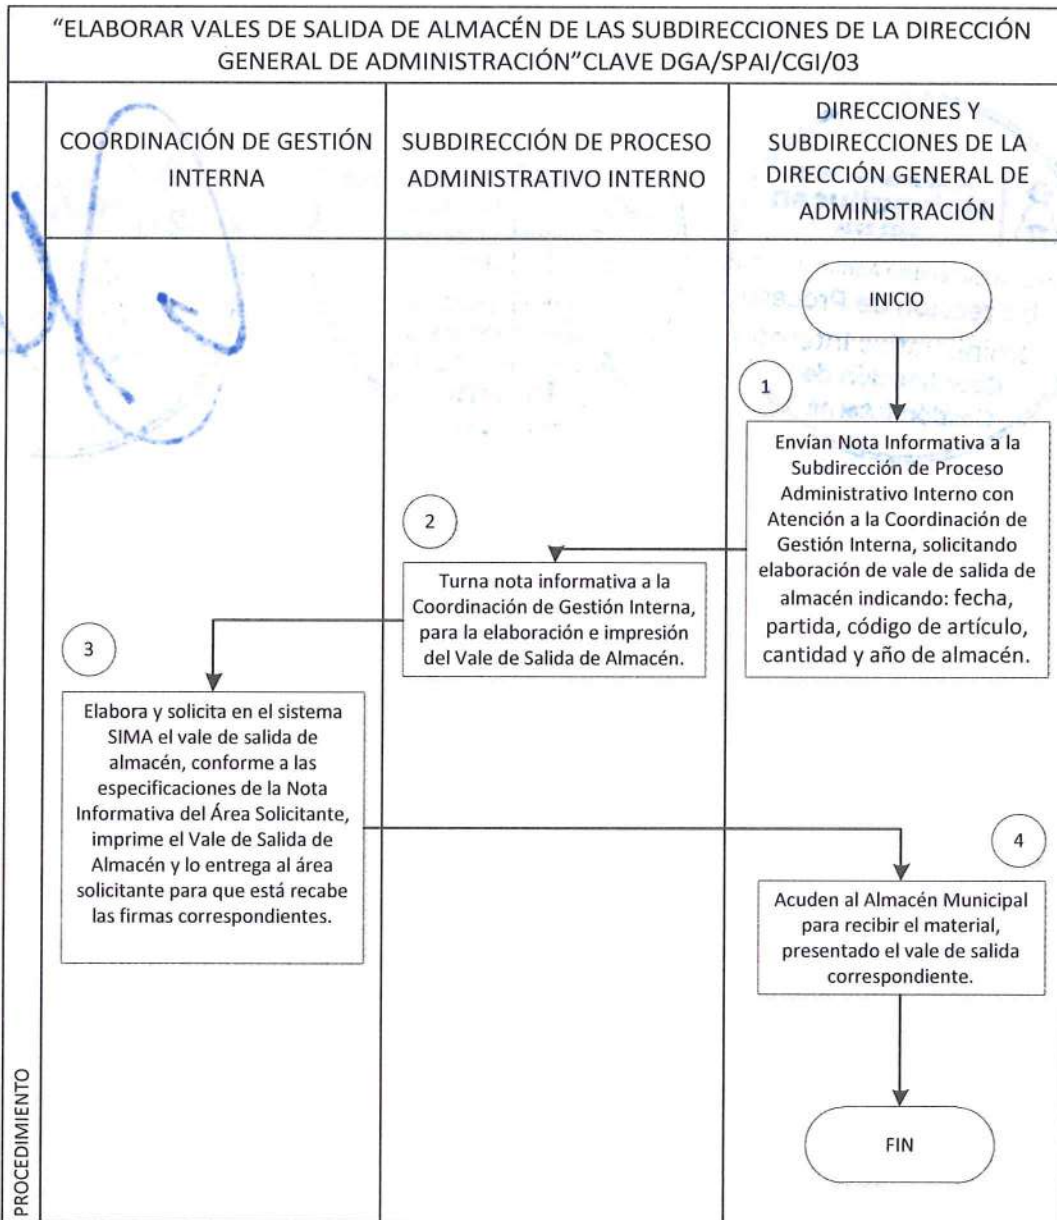 "ELABORAR VALES DE SALIDA DE ALMACÉN DE LAS SUBDIRECCIONES DE LA DIRECCIÓN
GENERAL DE ADMINISTRACIÓN"CLAVE DGA/SPAI/CGI/03
COORDINACIÓN DE GESTIÓN
INTERNA
SUBDIRECCIÓN DE PROCESO
ADMINISTRATIVO INTERNO
DIRECCIONES Y
SUBDIRECCIONES DE LA
DIRECCIÓN GENERAL DE
ADMINISTRACIÓN
INICIO
1
Envían Nota Informativa a la
Subdirección de Proceso
Administrativo Interno con
Atención a la Coordinación de
Gestión Interna, solicitando
elaboración de vale de salida de
almacén indicando: fecha,
partida, código de artículo,
cantidad y año de almacén.
2
Turna nota informativa a la
Coordinación de Gestión Interna,
para la elaboración e impresión
del Vale de Salida de Almacén.
3
Elabora y solicita en el sistema
SIMA el vale de salida de
almacén, conforme a las
especificaciones de la Nota
Informativa del Área Solicitante,
imprime el Vale de Salida de
Almacén y lo entrega al área
solicitante para que está recabe
las firmas correspondientes.
4
Acuden al Almacén Municipal
para recibir el material,
presentado el vale de salida
correspondiente.
FIN
PROCEDIMIENTO